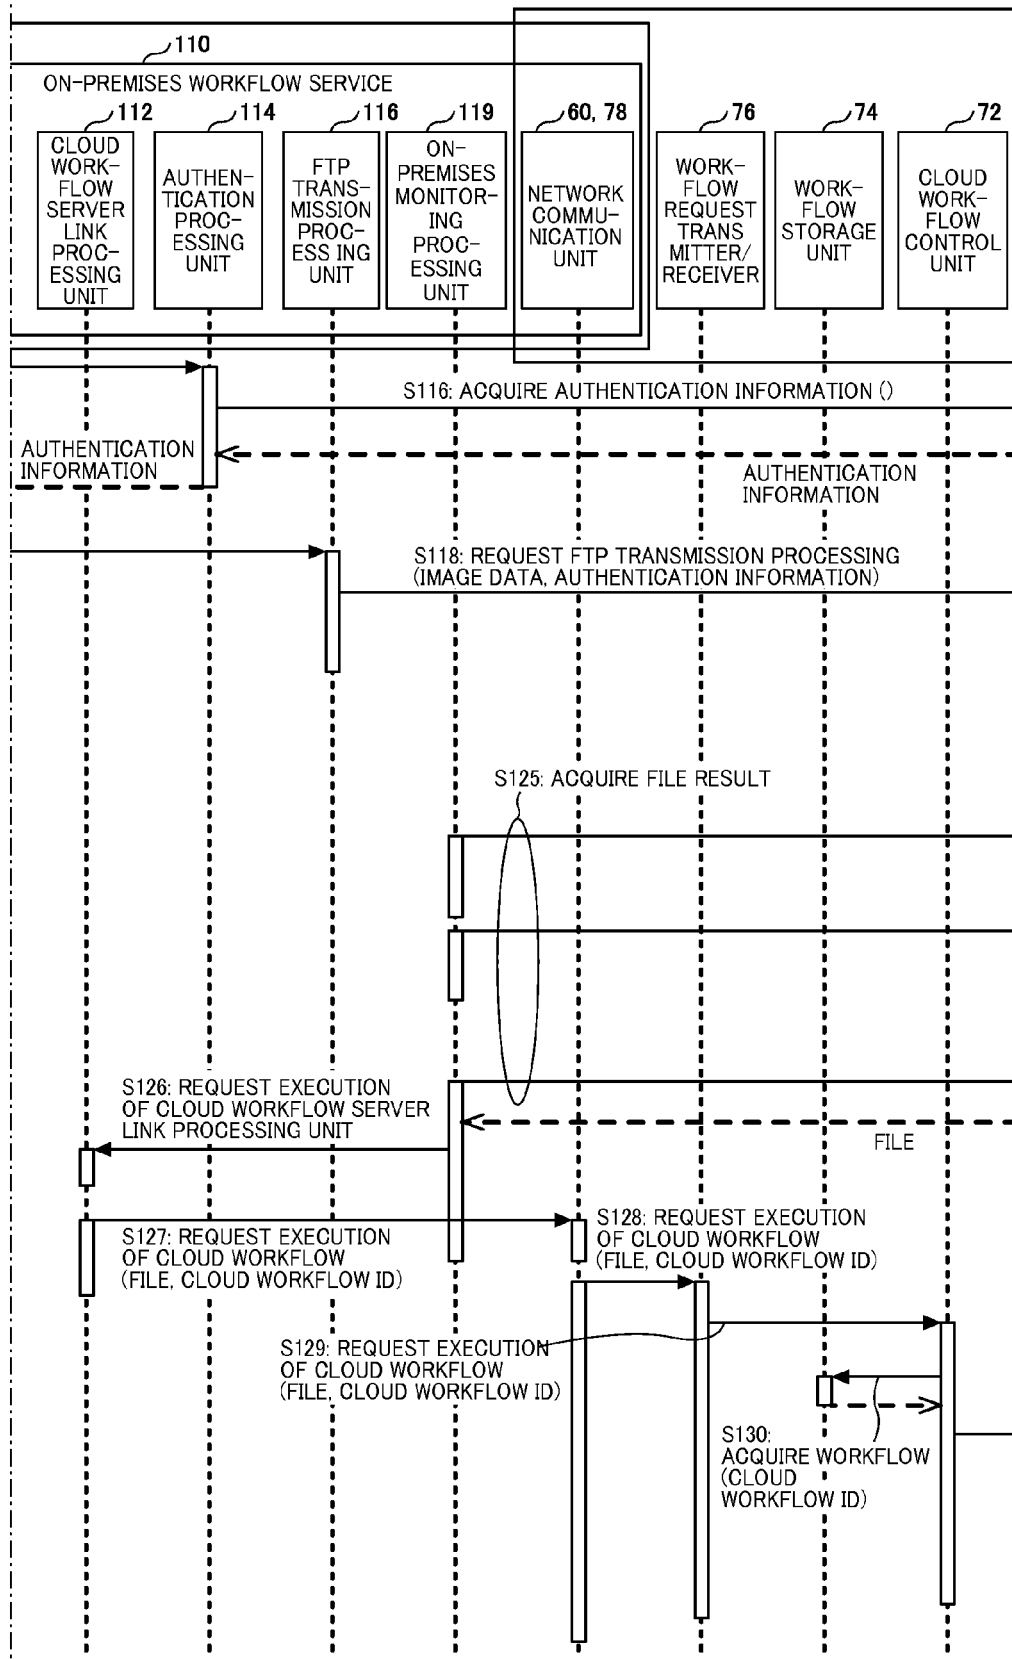 110
ON-PREMISES WORKFLOW SERVICE
112
114
116
119
60, 78
76
74
72
CLOUD
WORK-
FLOW
SERVER
LINK
PROCE-
SSING
UNIT
AUTHEN-
TICATION
PROC-
ESSING
UNIT
FTP
TRANS-
MISSION
PROC-
ESS ING
UNIT
ON-
PREMISES
MONITOR-
ING
PROC-
ESSING
UNIT
NETWORK
COMMU-
NICATION
UNIT
WORK-
FLOW
REQUEST
TRANS
MITTER/
RECEIVER
WORK-
FLOW
STORAGE
UNIT
CLOUD
WORK-
FLOW
CONTROL
UNIT
S116: ACQUIRE AUTHENTICATION INFORMATION ()
AUTHENTICATION
INFORMATION
AUTHENTICATION
INFORMATION
S118: REQUEST FTP TRANSMISSION PROCESSING
(IMAGE DATA, AUTHENTICATION INFORMATION)
S125: ACQUIRE FILE RESULT
S126: REQUEST EXECUTION
OF CLOUD WORKFLOW SERVER
LINK PROCESSING UNIT
FILE
S127: REQUEST EXECUTION
OF CLOUD WORKFLOW
(FILE, CLOUD WORKFLOW ID)
S128: REQUEST EXECUTION
OF CLOUD WORKFLOW
(FILE, CLOUD WORKFLOW ID)
S129: REQUEST EXECUTION
OF CLOUD WORKFLOW
(FILE, CLOUD WORKFLOW ID)
S130:
ACQUIRE WORKFLOW
(CLOUD
WORKFLOW ID)